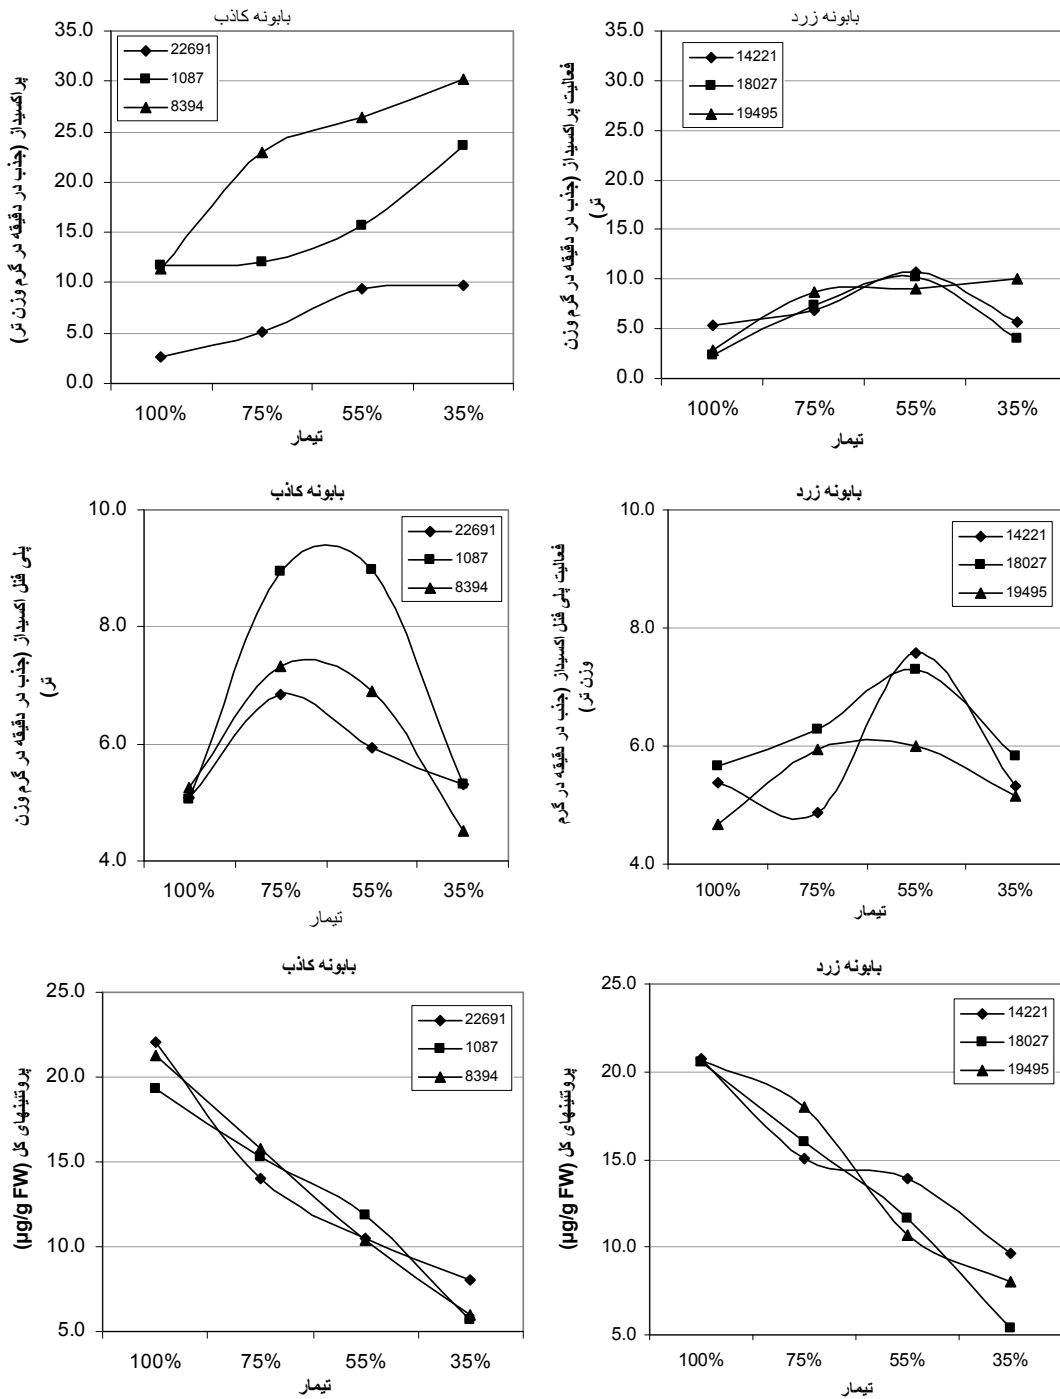 بابونه کاذب
35.0
30.0
25.0
20.0
15.0
10.0
5.0
0.0
22691
1087
8394
پراکسیداز (جذب در دقیقه در گرم وزن تر)
100% 75% 55% 35%
تیمار
بابونه زرد
35.0
30.0
25.0
20.0
15.0
10.0
5.0
0.0
14221
18027
19495
فعالیت پراکسیداز (جذب در دقیقه در گرم وزن
تر)
100% 75% 55% 35%
تیمار
بابونه کاذب
10.0
8.0
6.0
4.0
22691
1087
8394
پلی فنل اکسیداز (جذب در دقیقه در گرم وزن
تر)
100% 75% 55% 35%
تیمار
بابونه زرد
10.0
8.0
6.0
4.0
14221
18027
19495
فعالیت پلی فنل اکسیداز (جذب در دقیقه در گرم
وزن تر)
100% 75% 55% 35%
تیمار
بابونه کاذب
25.0
20.0
15.0
10.0
5.0
22691
1087
8394
پروتئینهای کل (µg/g FW)
100% 75% 55% 35%
تیمار
بابونه زرد
25.0
20.0
15.0
10.0
5.0
14221
18027
19495
پروتئینهای کل (µg/g FW)
100% 75% 55% 35%
تیمار